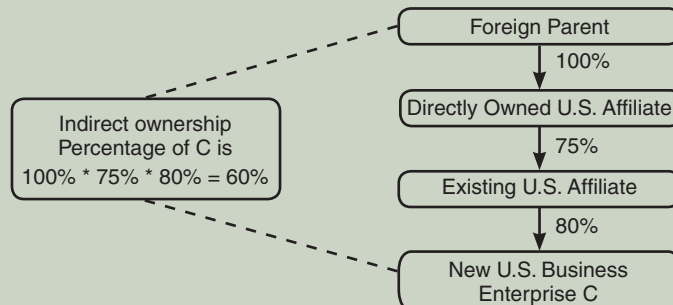 Foreign Parent
100%
Directly Owned U.S. Affiliate
75%
Existing U.S. Affiliate
80%
New U.S. Business
Enterprise C
Indirect ownership
Percentage of C is
100% * 75% * 80% = 60%